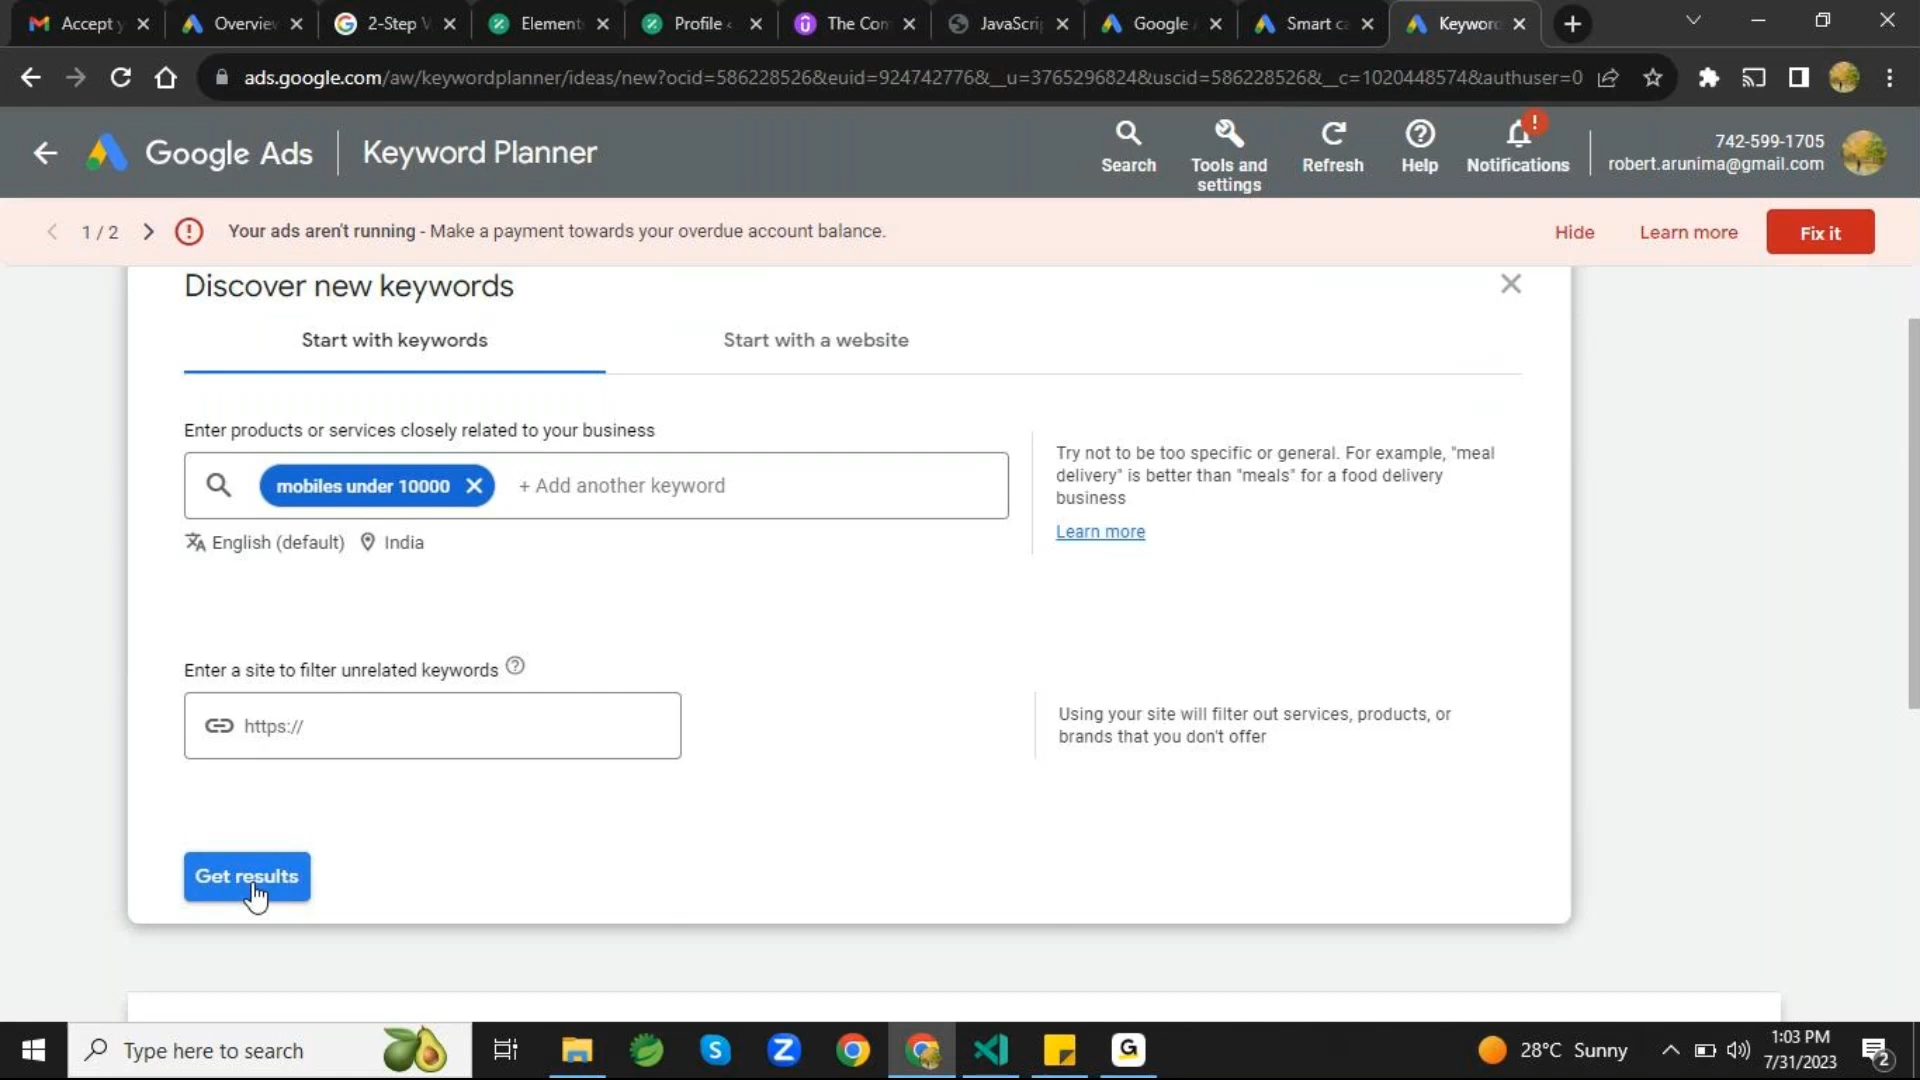 Accept y
Overview
2-Step V
Element
Profile
The Com
JavaScri
Google
Smart ca
Keyword
ads.google.com/aw/keywordplanner/ideas/new?ocid=586228526&euid=924742776&__u=3765296824&uscid=586228526&__c=1020448574&authuser=0
Google Ads
Keyword Planner
Search
Tools and settings
Refresh
Help
Notifications
742-599-1705
robert.arunima@gmail.com
1 / 2
Your ads aren't running - Make a payment towards your overdue account balance.
Hide
Learn more
Fix it
Discover new keywords
Start with keywords
Start with a website
Enter products or services closely related to your business
mobiles under 10000
+ Add another keyword
English (default)
India
Try not to be too specific or general. For example, "meal
delivery" is better than "meals" for a food delivery
business
Learn more
Enter a site to filter unrelated keywords
https://
Using your site will filter out services, products, or
brands that you don't offer
Get results
Type here to search
28°C Sunny
1:03 PM
7/31/2023
2